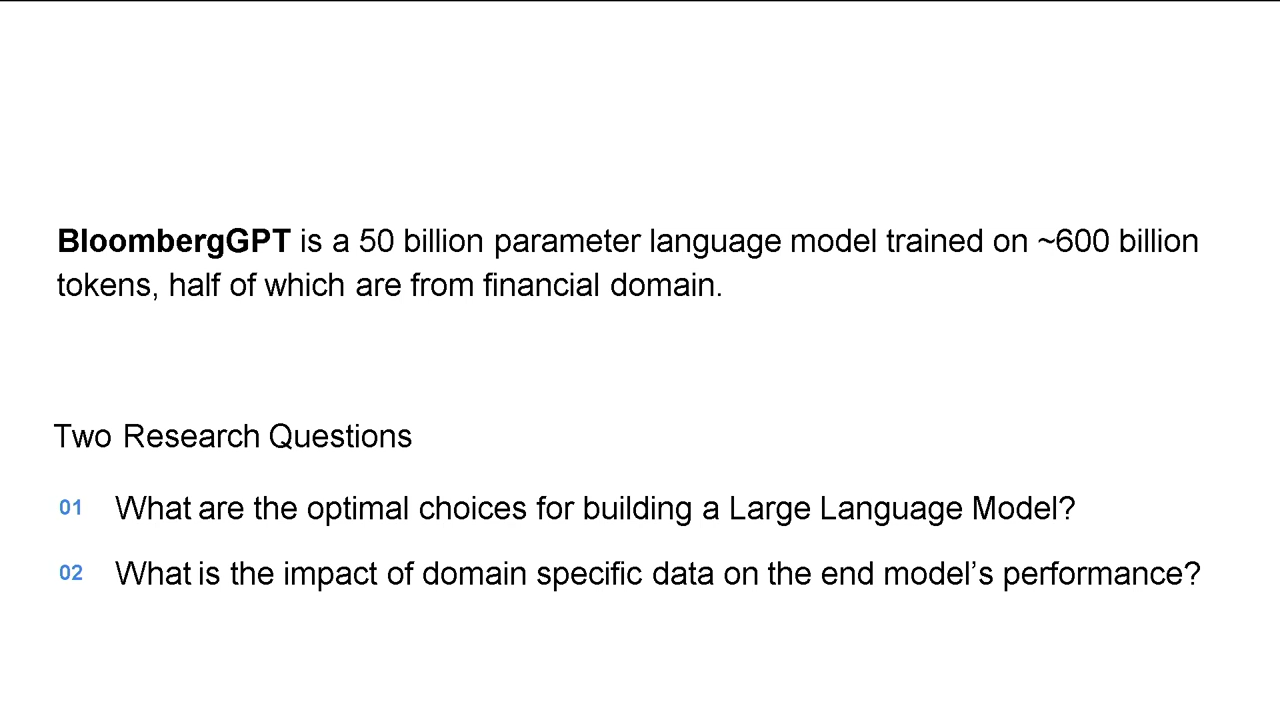 BloombergGPT is a 50 billion parameter language model trained on ~600 billion
tokens, half of which are from financial domain.
Two Research Questions
01 What are the optimal choices for building a Large Language Model?
02 What is the impact of domain specific data on the end model’s performance?